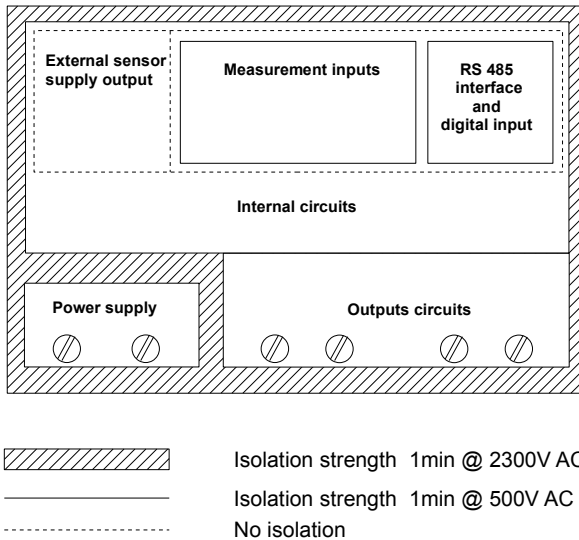 External sensor
supply output
Measurement inputs
RS 485
interface
and
digital input
Internal circuits
Power supply
Outputs circuits
Isolation strength 1min @ 2300V AC
Isolation strength 1min @ 500V AC
No isolation